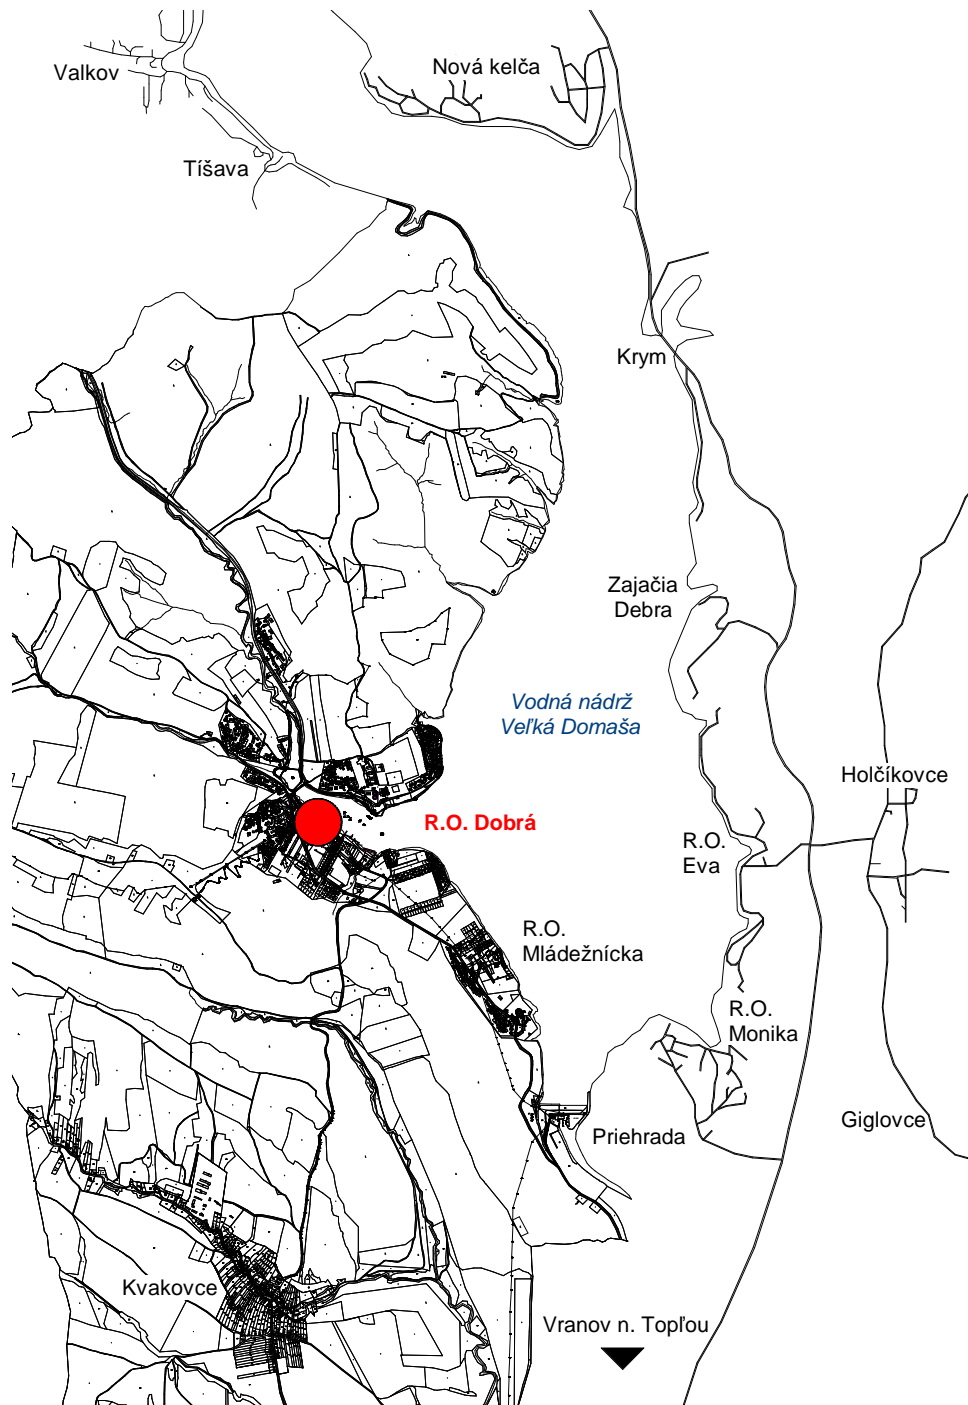 Nová kelča
Valkov
Tíšava
Krym
Zajačia
Debra
Vodná nádrž
Veľká Domaša
Holčíkovce
R.O. Dobrá
R.O.
Eva
R.O.
Mládežnícka
R.O.
Monika
Priehrada
Giglovce
Kvakovce
Vranov n. Topľou